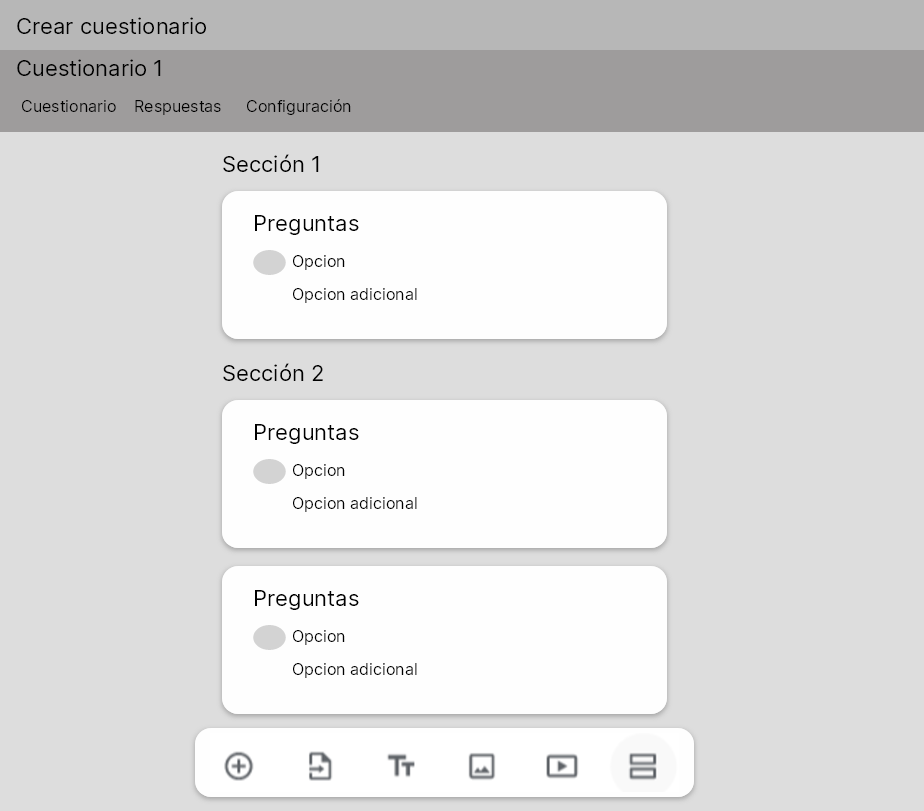 Crear cuestionario
Cuestionario 1
Cuestionario Respuestas Configuración
Sección 1
Preguntas
Opcion
Opcion adicional
Sección 2
Preguntas
Opcion
Opcion adicional
Preguntas
Opcion
Opcion adicional
Tт